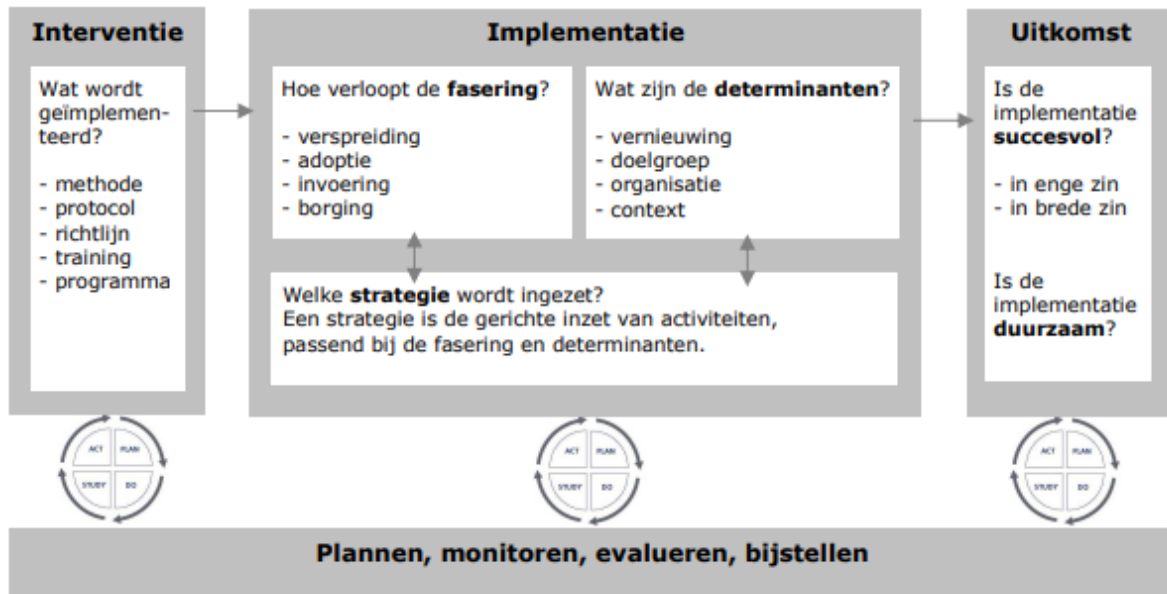 Interventie
Wat wordt
geïmplemen-
teerd?
- methode
- protocol
- richtlijn
- training
- programma
Implementatie
Hoe verloopt de fasering?
- verspreiding
- adoptie
- invoering
- borging
Wat zijn de determinanten?
- vernieuwing
- doelgroep
- organisatie
- context
Welke strategie wordt ingezet?
Een strategie is de gerichte inzet van activiteiten,
passend bij de fasering en determinanten.
Uitkomst
Is de
implementatie
succesvol?
- in enge zin
- in brede zin
Is de
implementatie
duurzaam?
ACT PLAN
STUDY DO
ACT PLAN
STUDY DO
ACT PLAN
STUDY DO
Plannen, monitoren, evalueren, bijstellen